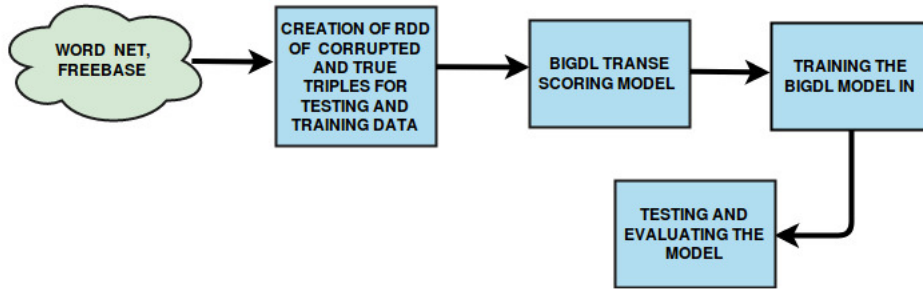 WORD NET,
FREEBASE
CREATION OF RDD
OF CORRUPTED
AND TRUE
TRIPLES FOR
TESTING AND
TRAINING DATA
BIGDL TRANSE
SCORING MODEL
TRAINING THE
BIGDL MODEL IN
TESTING AND
EVALUATING THE
MODEL